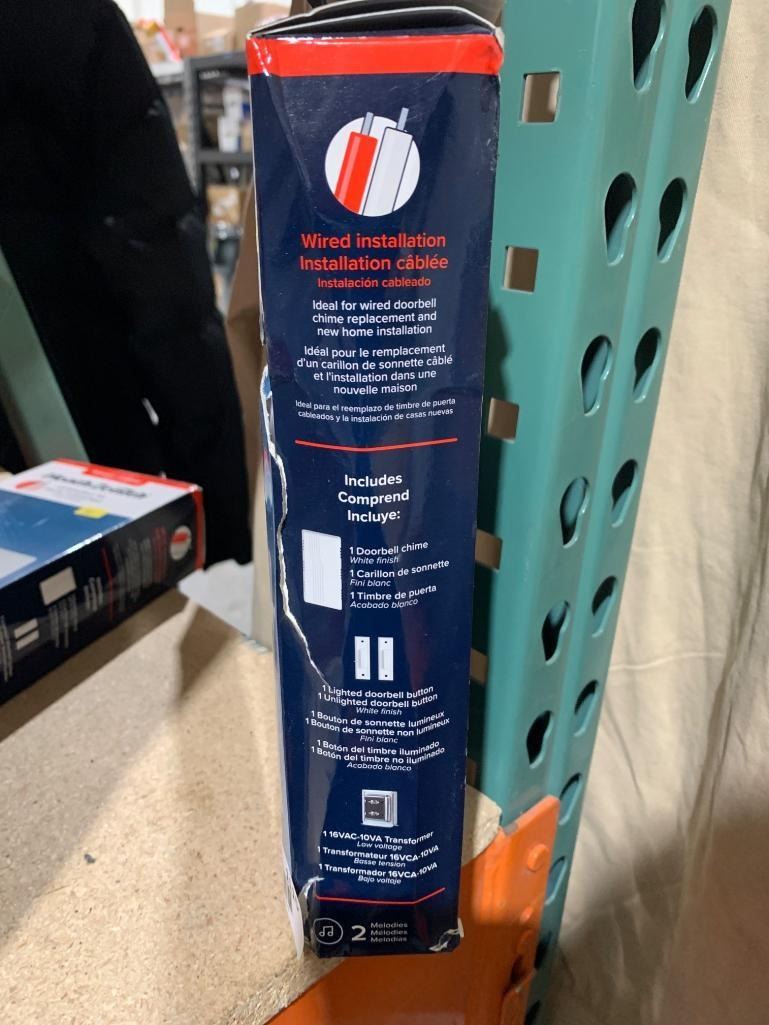 Wired installation
Installation câblée
Instalación cableado
Ideal for wired doorbell
chime replacement and
new home installation
Idéal pour le remplacement
d'un carillon de sonnette câblé
et l'installation dans une
nouvelle maison
Ideal para el reemplazo de timbre de puerta
cableados y la instalación de casas nuevas
Includes
Comprend
Incluye:
1 Doorbell chime
White finish
1 Carillon de sonnette
Fini blanc
1 Timbre de puerta
Acabado blanco
1 Lighted doorbell button
1 Unlighted doorbell button
White finish
1 Bouton de sonnette lumineux
1 Bouton de sonnette non lumineux
Fini blanc
1 Botón del timbre iluminado
1 Botón del timbre no iluminado
Acabado blanco
1 16VAC-10VA Transformer
Low voltage
1 Transformateur 16VCA-10VA
Basse tension
1 Transformador 16VCA-10VA
Bajo voltaje
2 Melodies
Mélodies
Melodías